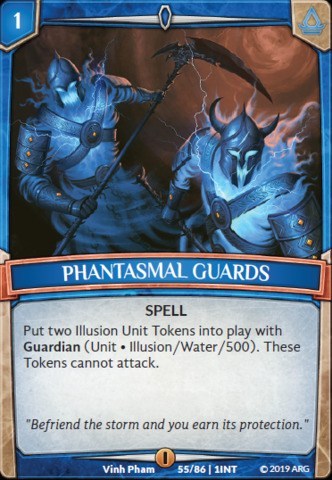 1
PHANTASMAL GUARDS
SPELL
Put two Illusion Unit Tokens into play with
Guardian (Unit • Illusion/Water/500). These
Tokens cannot attack.
"Befriend the storm and you earn its protection."
I
Vinh Pham 55/86 | 1INT © 2019 ARG